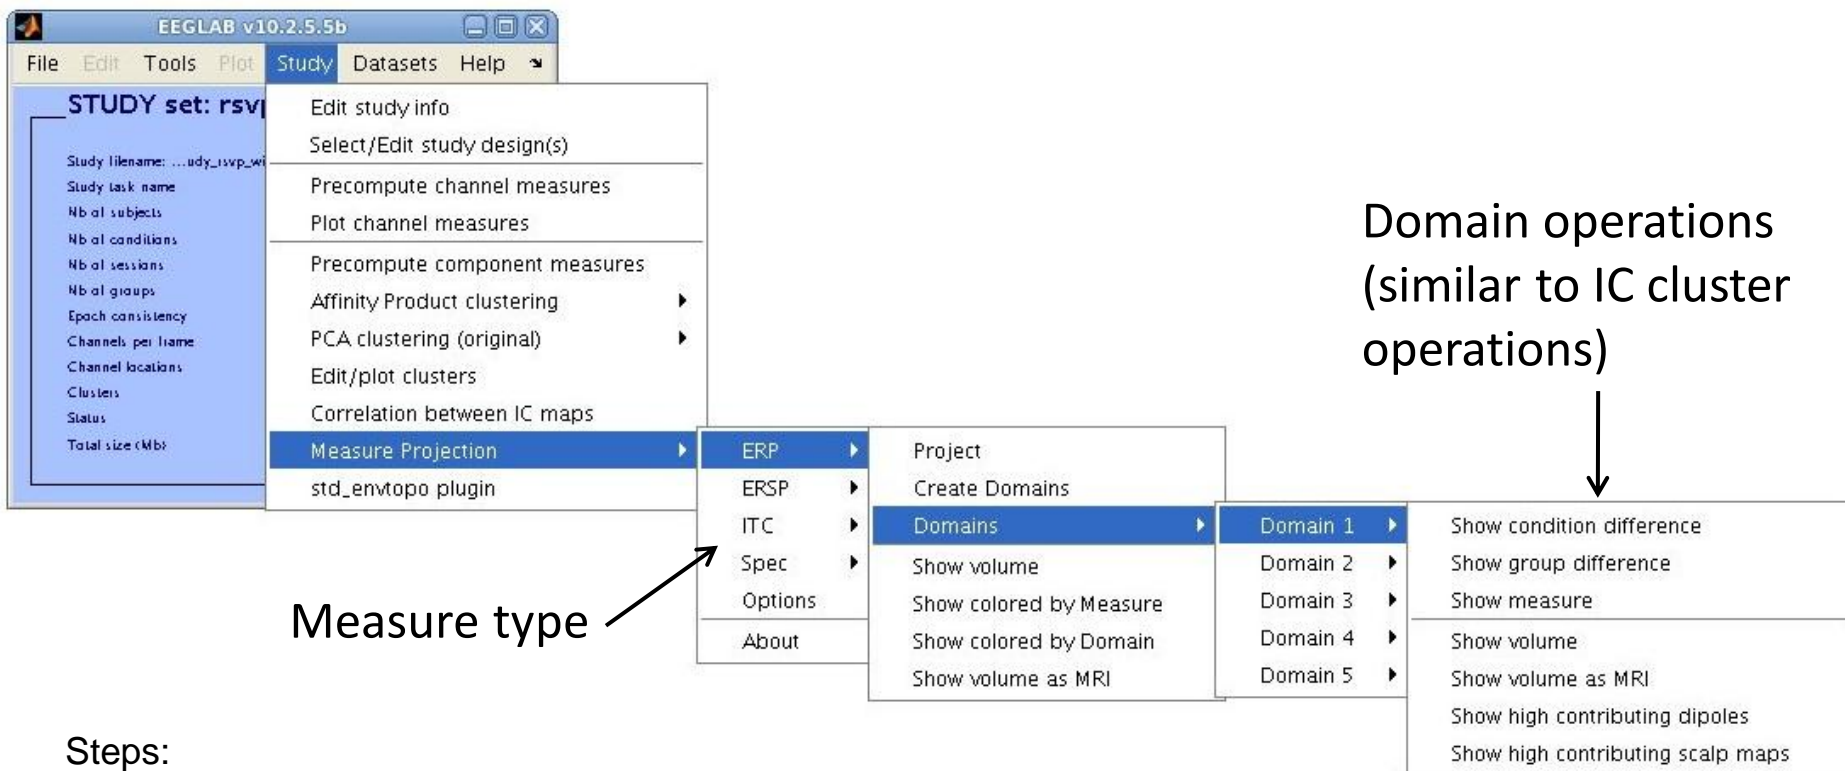 EEGLAB v10.2.5.5b
File Edit Tools Plot Study Datasets Help
STUDY set: rsvp
Study filename: ...udy_rsvp_wi
Study task name
Nb of subjects
Nb of conditions
Nb of sessions
Nb of groups
Epoch consistency
Channels per frame
Channel locations
Clusters
Status
Total size (Mb)
Edit study info
Select/Edit study design(s)
Precompute channel measures
Plot channel measures
Precompute component measures
Affinity Product clustering
PCA clustering (original)
Edit/plot clusters
Correlation between IC maps
Measure Projection
std_envtopo plugin
ERP
ERSP
ITC
Spec
Options
About
Project
Create Domains
Domains
Show volume
Show colored by Measure
Show colored by Domain
Show volume as MRI
Domain 1
Domain 2
Domain 3
Domain 4
Domain 5
Show condition difference
Show group difference
Show measure
Show volume
Show volume as MRI
Show high contributing dipoles
Show high contributing scalp maps
Domain operations
(similar to IC cluster
operations)
Measure type
Steps: